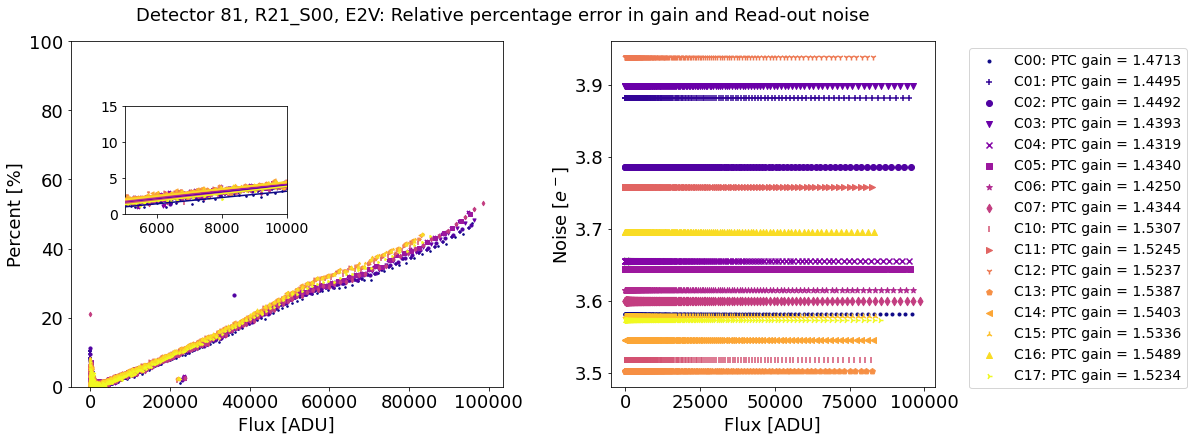 Detector 81, R21_S00, E2V: Relative percentage error in gain and Read-out noise
100
80
60
40
20
0
Percent [%]
15
10
5
0
6000 8000 10000
0 20000 40000 60000 80000 100000
Flux [ADU]
3.9
3.8
3.7
3.6
3.5
Noise [e⁻]
0 25000 50000 75000 100000
Flux [ADU]
C00: PTC gain = 1.4713
C01: PTC gain = 1.4495
C02: PTC gain = 1.4492
C03: PTC gain = 1.4393
C04: PTC gain = 1.4319
C05: PTC gain = 1.4340
C06: PTC gain = 1.4250
C07: PTC gain = 1.4344
C10: PTC gain = 1.5307
C11: PTC gain = 1.5245
C12: PTC gain = 1.5237
C13: PTC gain = 1.5387
C14: PTC gain = 1.5403
C15: PTC gain = 1.5336
C16: PTC gain = 1.5489
C17: PTC gain = 1.5234